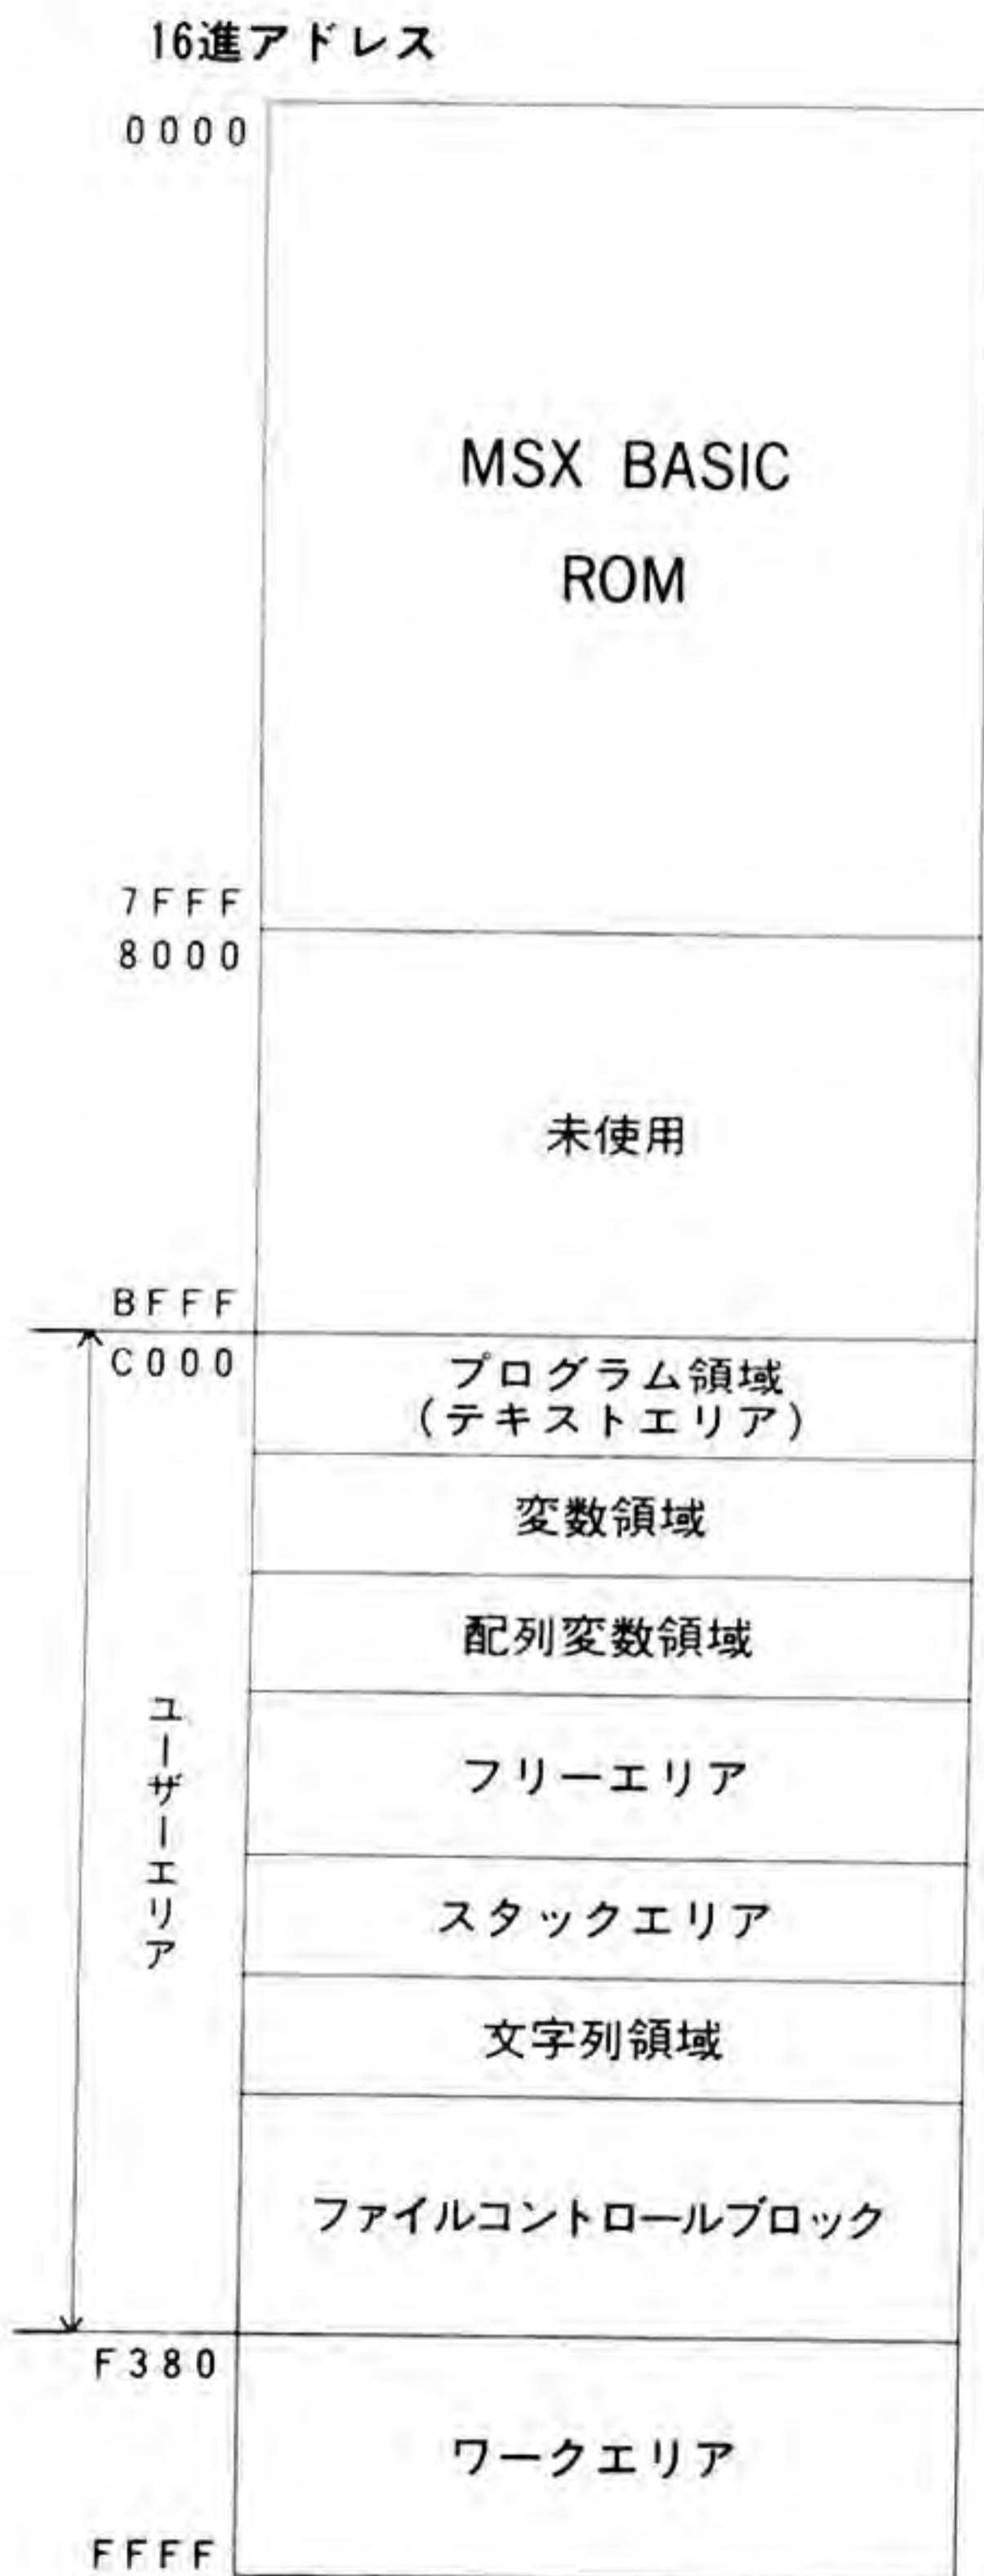 16進アドレス
0000
MSX BASIC
ROM
7FFF
8000
未使用
BFFF
C000
プログラム領域
(テキストエリア)
変数領域
配列変数領域
ユーザーエリア
フリーエリア
スタックエリア
文字列領域
ファイルコントロールブロック
F380
ワークエリア
FFFF